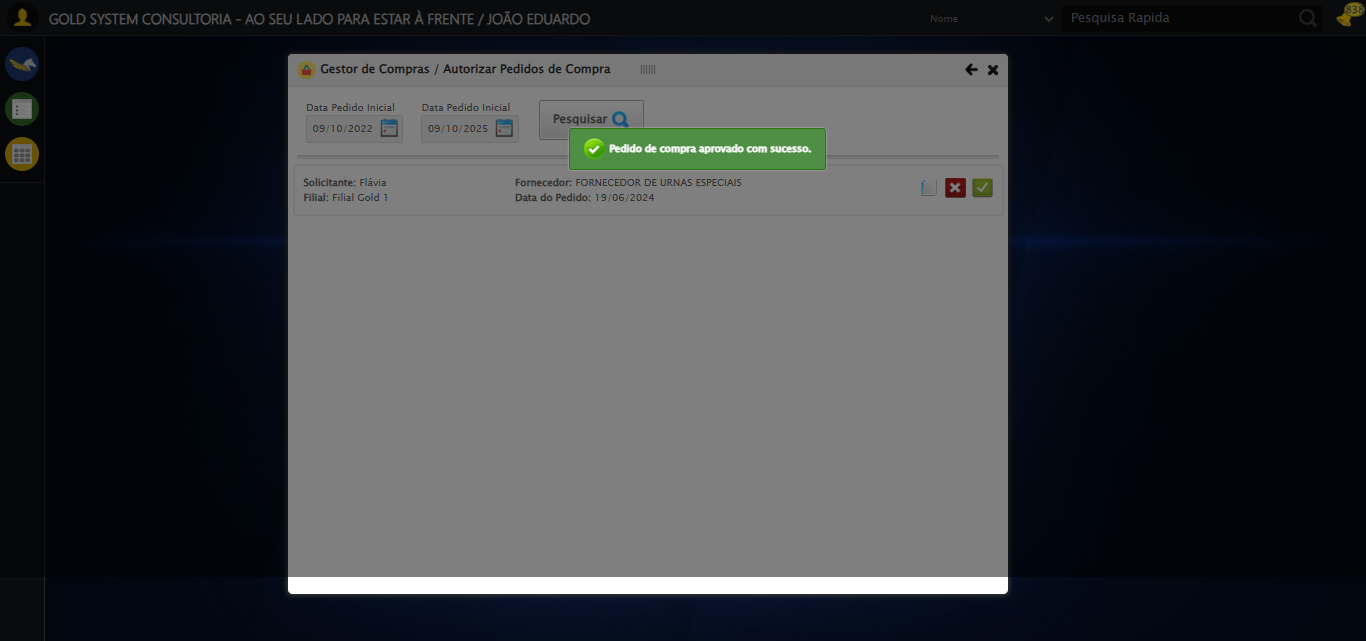 GOLD SYSTEM CONSULTORIA - AO SEU LADO PARA ESTAR À FRENTE / JOÃO EDUARDO
Nome
Pesquisa Rapida
838
Gestor de Compras / Autorizar Pedidos de Compra
Data Pedido Inicial
Data Pedido Inicial
09/10/2022
09/10/2025
Pesquisar
Pedido de compra aprovado com sucesso.
Solicitante: Flávia
Fornecedor: FORNECEDOR DE URNAS ESPECIAIS
Filial: Filial Gold 1
Data do Pedido: 19/06/2024